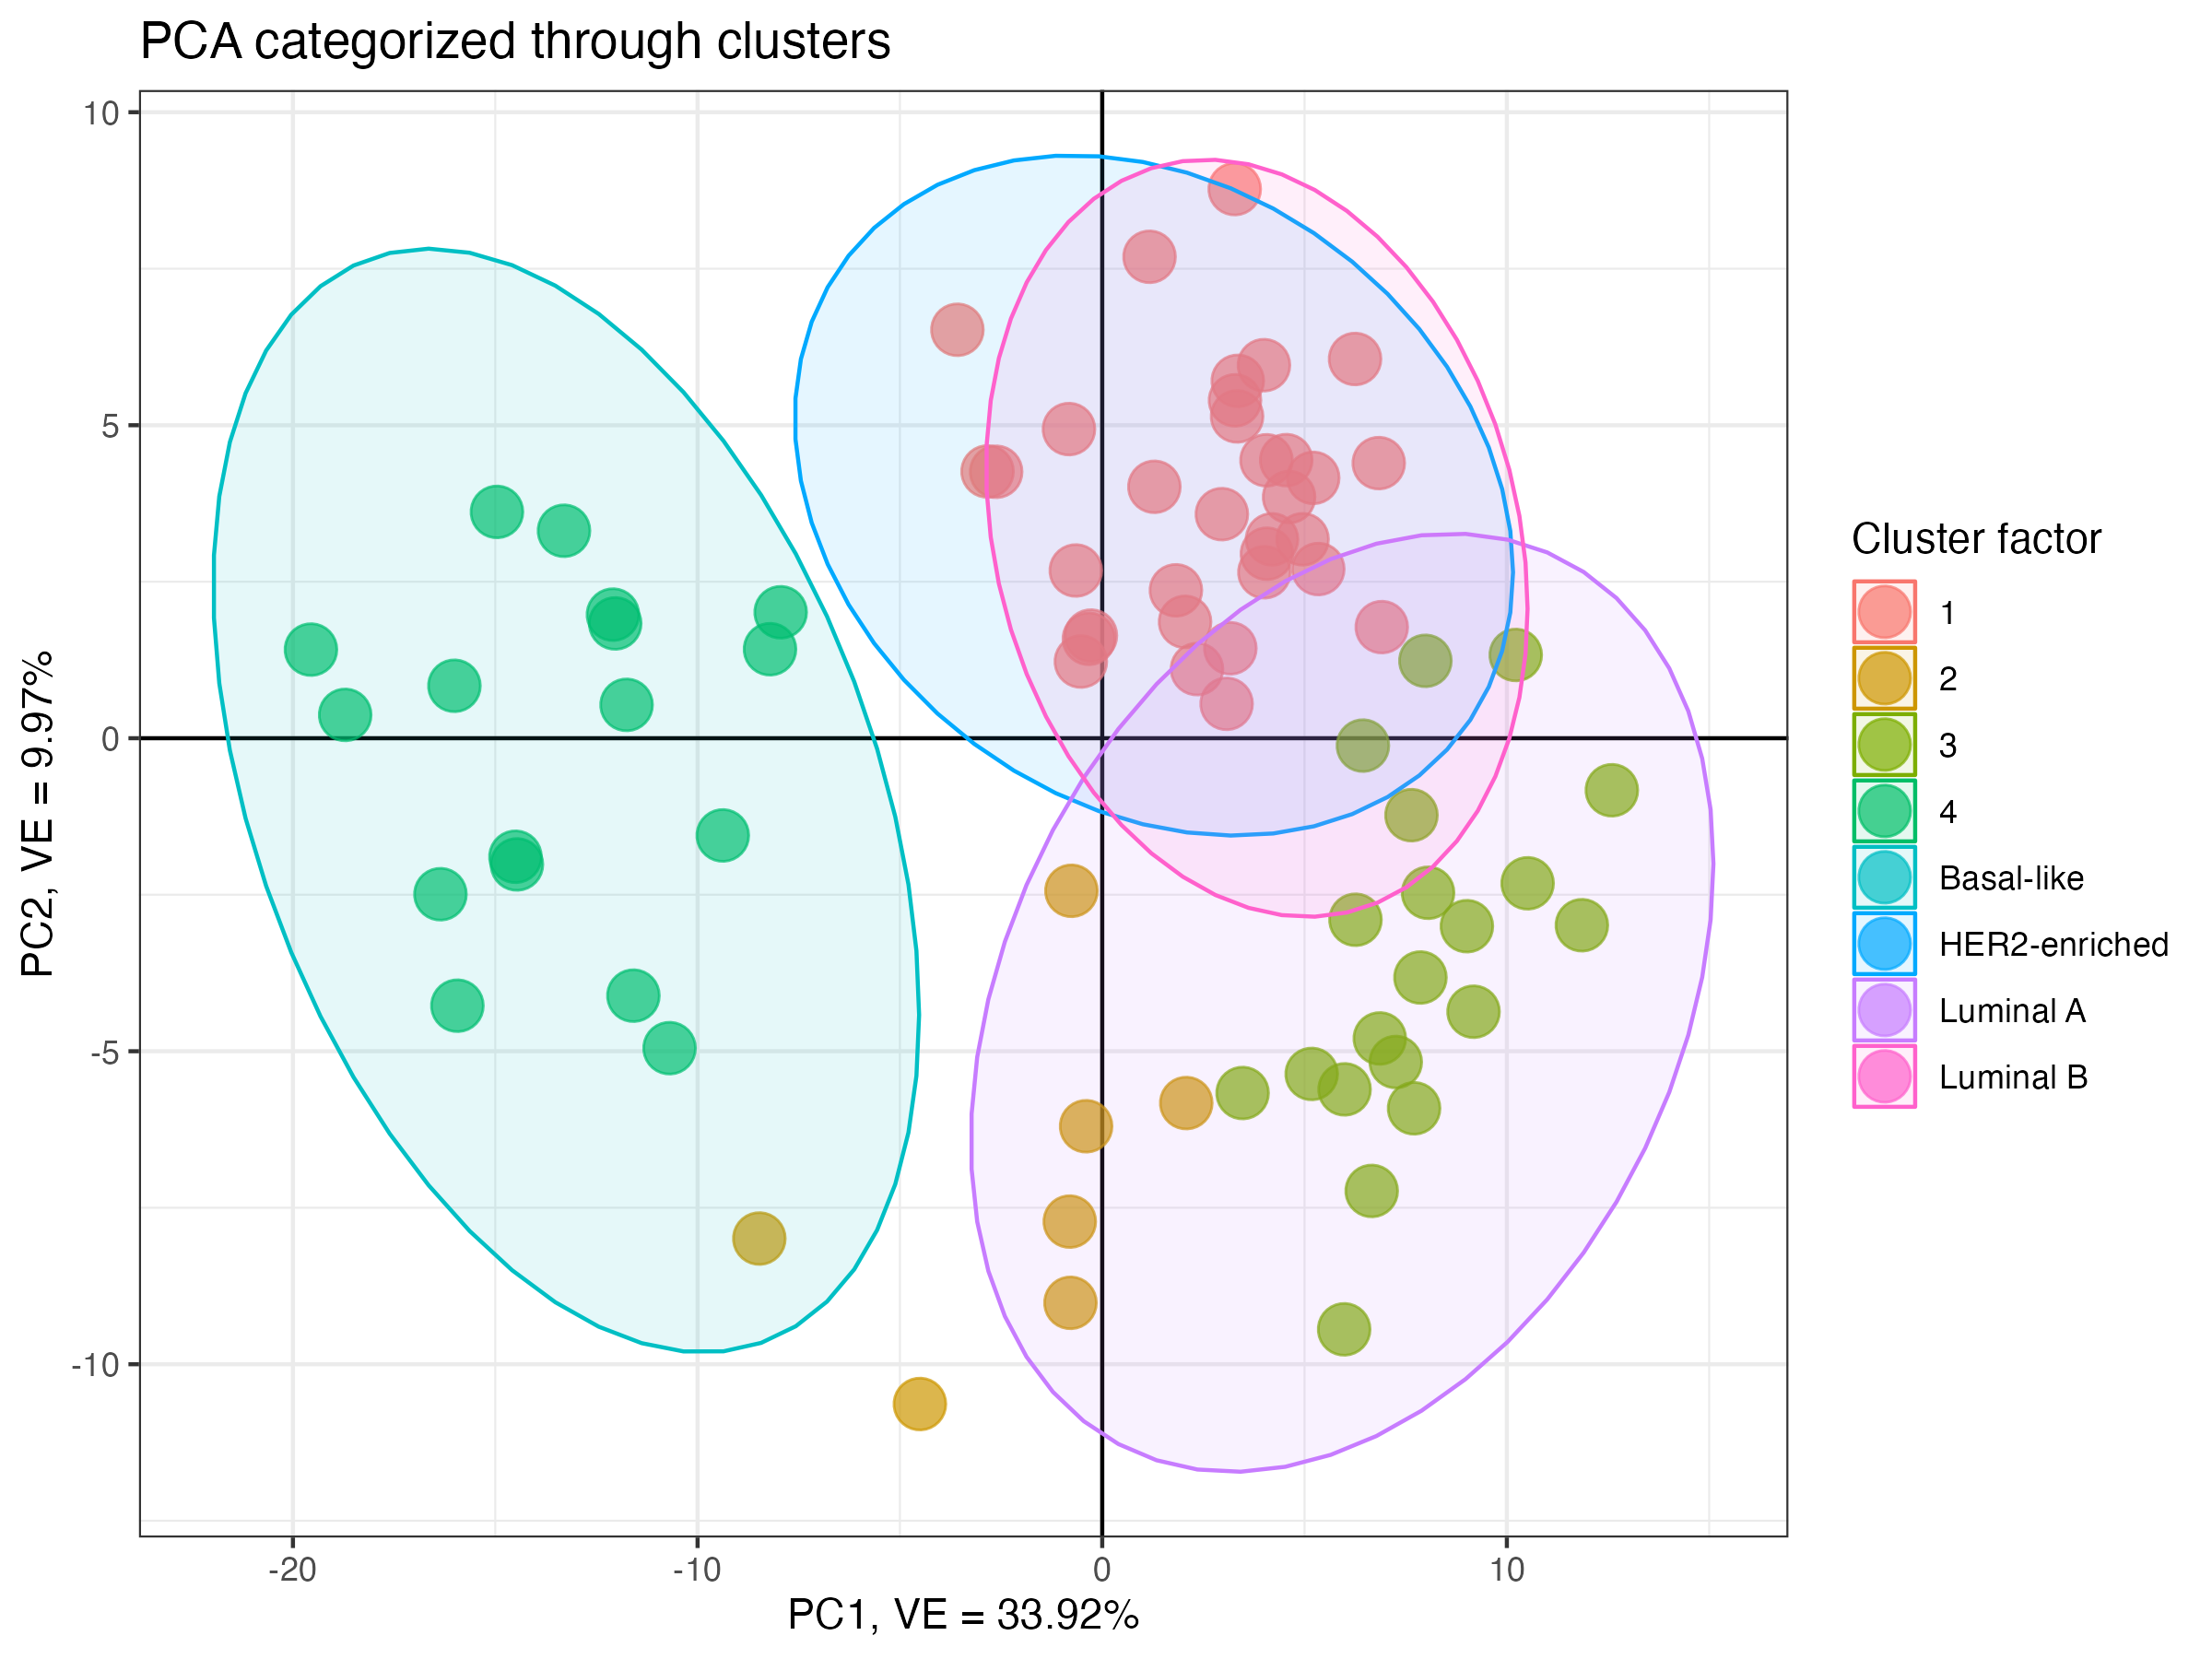 PCA categorized through clusters
10
5
0
-5
-10
-20
-10
0
10
PC1, VE = 33.92%
PC2, VE = 9.97%
Cluster factor
1
2
3
4
Basal-like
HER2-enriched
Luminal A
Luminal B